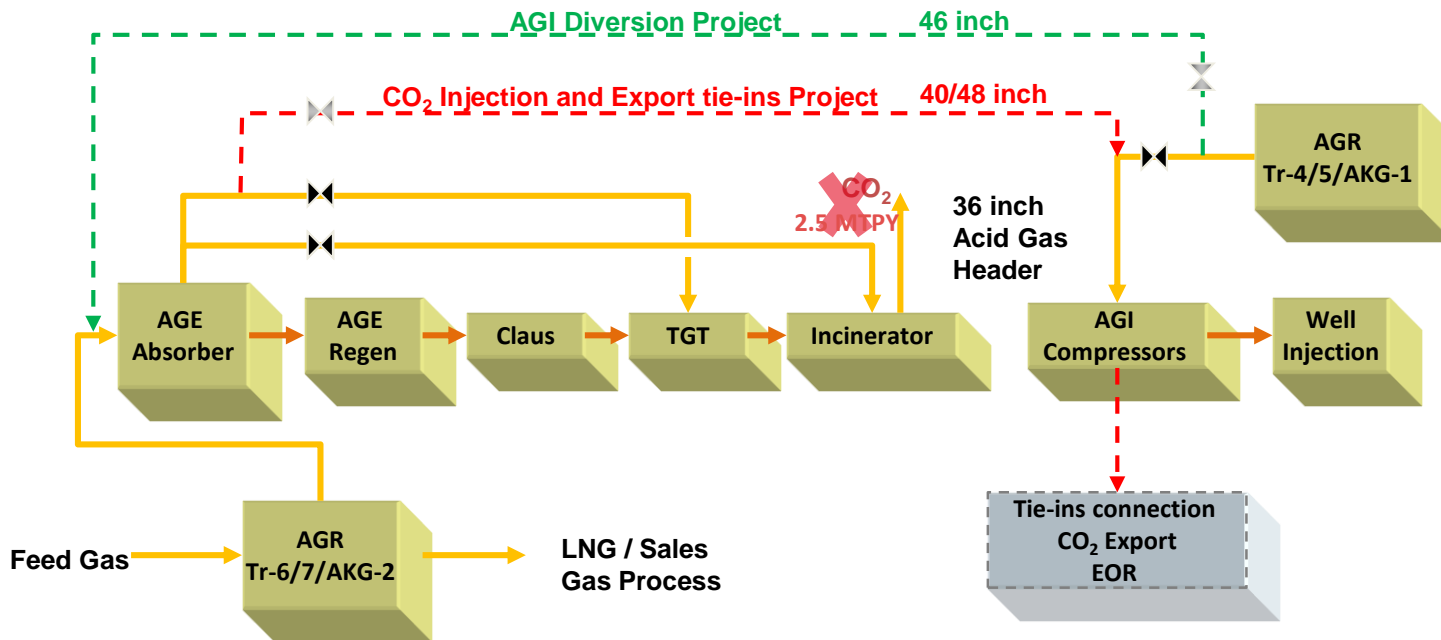 AGI Diversion Project 46 inch
CO₂ Injection and Export tie-ins Project 40/48 inch
AGR
Tr-4/5/AKG-1
CO₂
2.5 MTPY
36 inch
Acid Gas
Header
AGE
Absorber
AGE
Regen
Claus
TGT
Incinerator
AGI
Compressors
Well
Injection
Feed Gas
AGR
Tr-6/7/AKG-2
LNG / Sales
Gas Process
Tie-ins connection
CO₂ Export
EOR